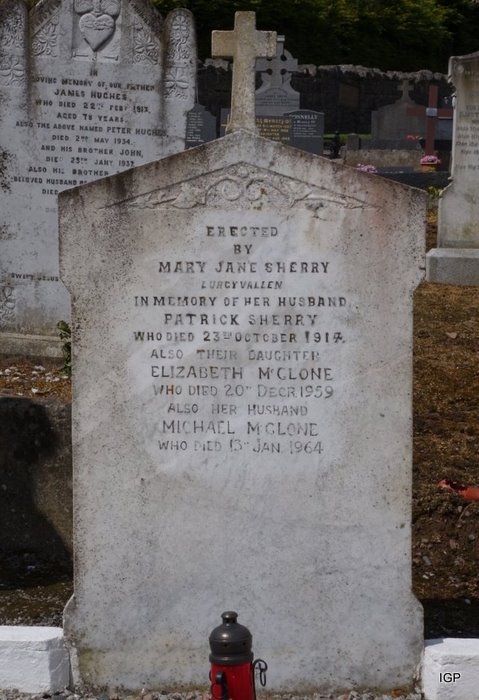 IN
LOVING MEMORY OF OUR FATHER
JAMES HUGHES
WHO DIED 22ND FEBY 1917,
AGED 78 YEARS
ALSO THE ABOVE NAMED PETER HUGHES
DIED 2ND MAY 1934.
AND HIS BROTHER JOHN,
DIED 25TH JANY 1937.
ALSO HIS
BELOVED
DIED
ERECTED
BY
MARY JANE SHERRY
LURGYVALLEN
IN MEMORY OF HER HUSBAND
PATRICK SHERRY
WHO DIED 23RD OCTOBER 1917.
ALSO THEIR DAUGHTER
ELIZABETH McGLONE
WHO DIED 20TH DECR 1959
ALSO HER HUSBAND
MICHAEL McGLONE
WHO DIED 13TH JAN. 1964
IGP